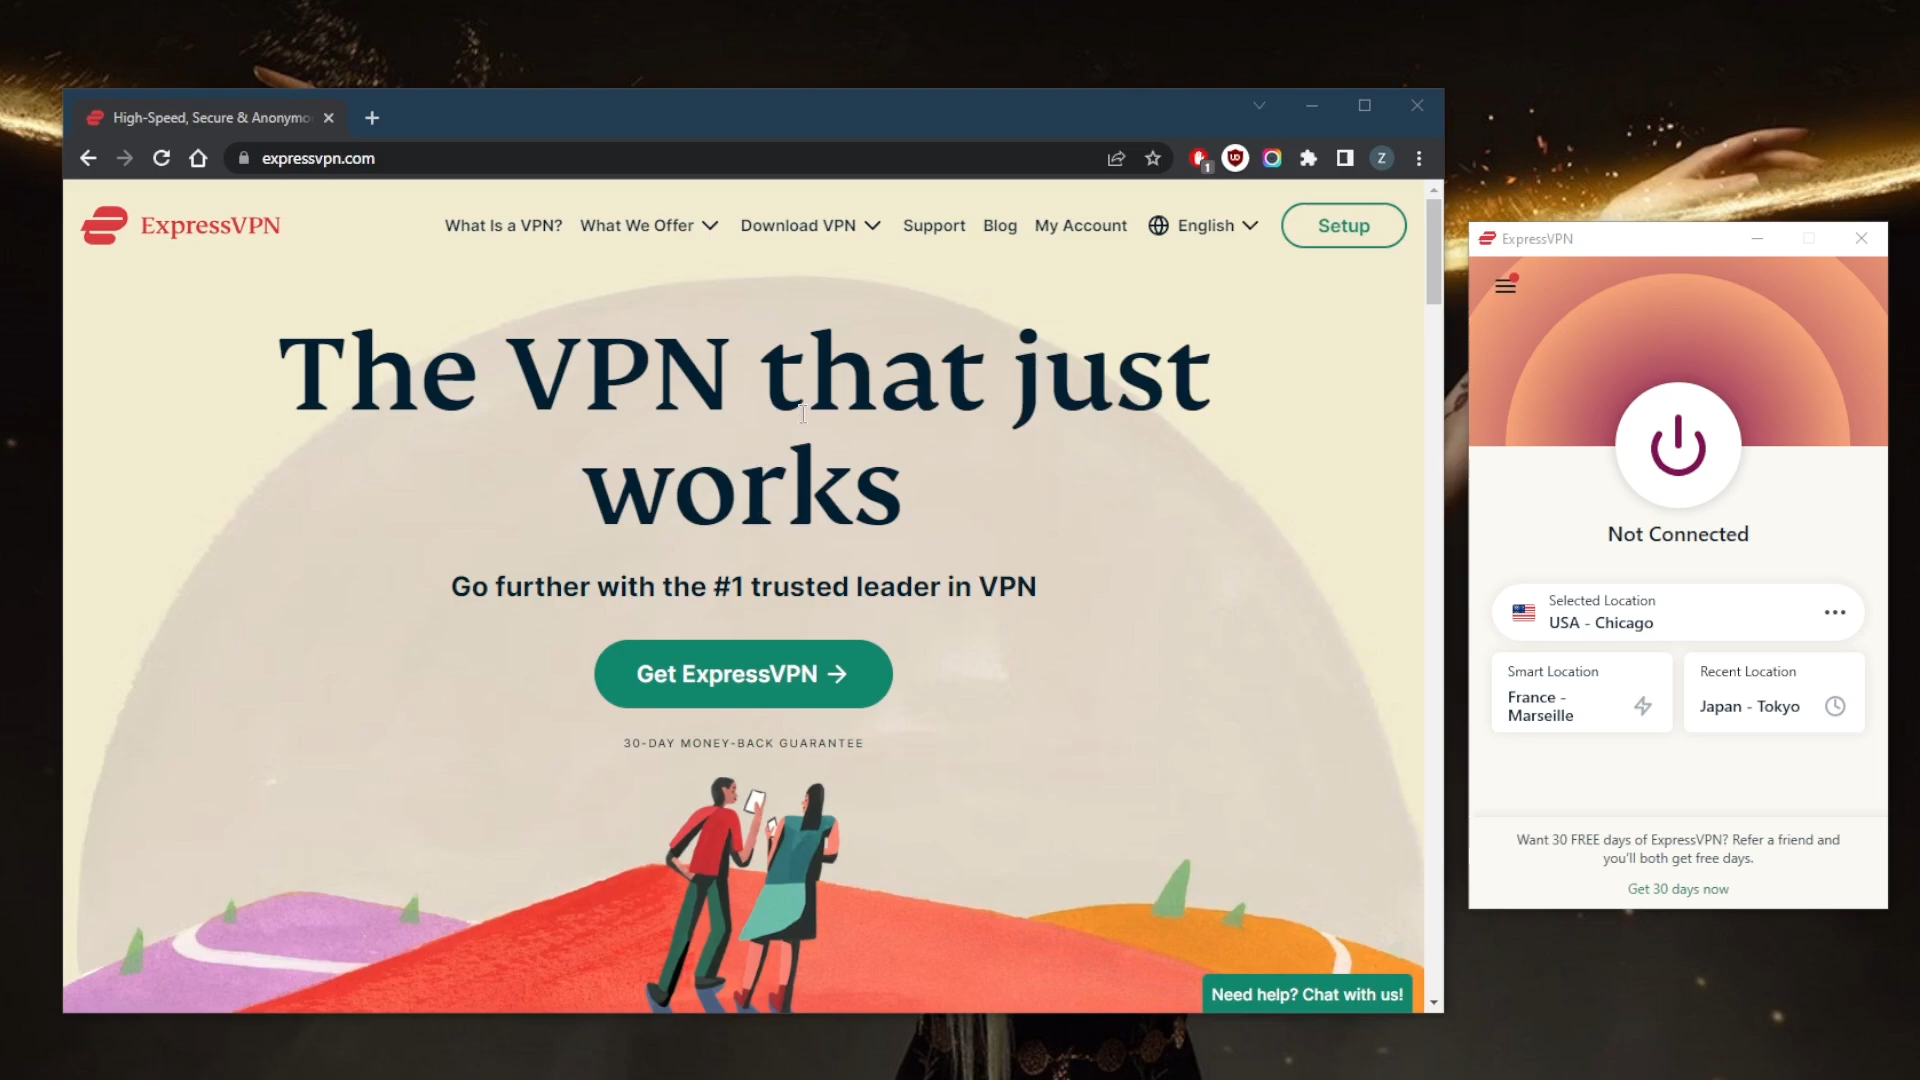 High-Speed, Secure & Anonymo
expressvpn.com
1
Z
ExpressVPN
What Is a VPN?
What We Offer
Download VPN
Support
Blog
My Account
English
Setup
The VPN that just
works
Go further with the #1 trusted leader in VPN
Get ExpressVPN →
30-DAY MONEY-BACK GUARANTEE
Need help? Chat with us!
ExpressVPN
Not Connected
Selected Location
USA - Chicago
Smart Location
France -
Marseille
Recent Location
Japan - Tokyo
Want 30 FREE days of ExpressVPN? Refer a friend and
you'll both get free days.
Get 30 days now